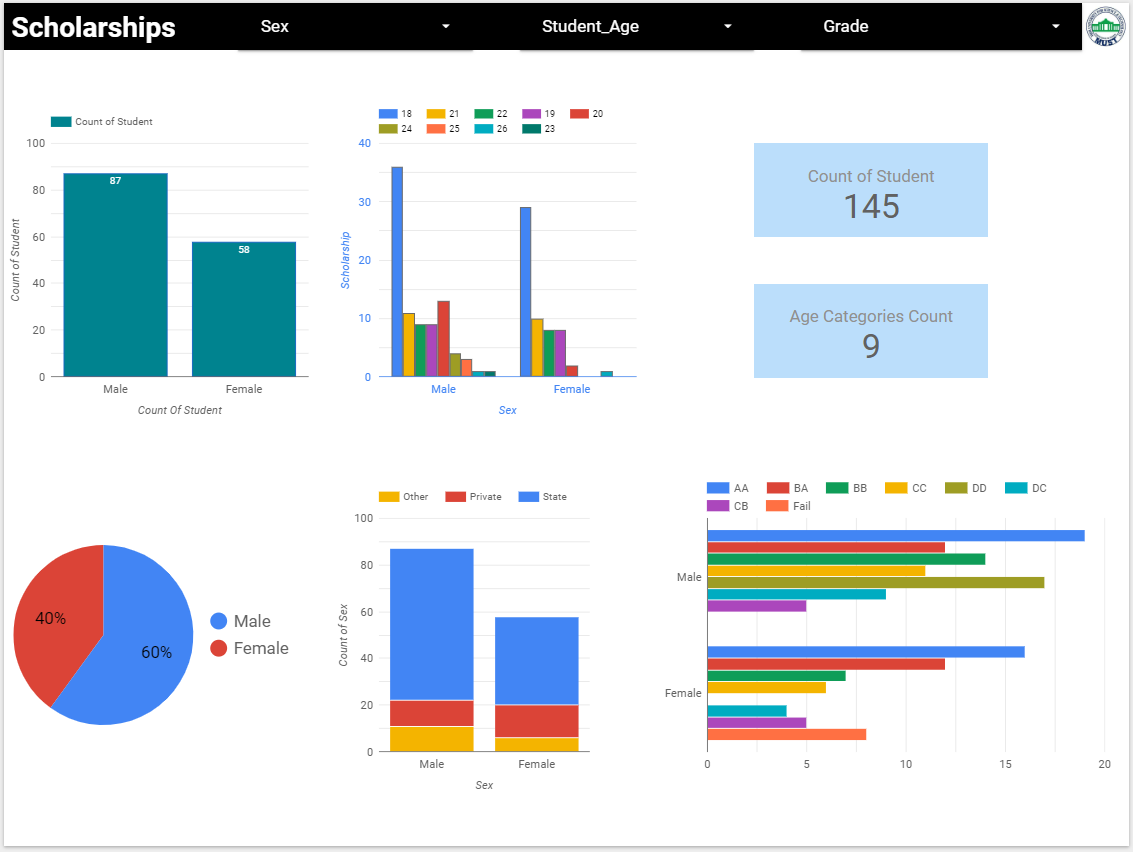 Scholarships
Sex
Student_Age
Grade
MUST
Count of Student
100
80
60
40
20
0
87
58
Male
Female
Count of Student
Count Of Student
18 21 22 19 20
24 25 26 23
40
30
20
10
0
Scholarship
Male
Female
Sex
Count of Student
145
Age Categories Count
9
40%
60%
Male
Female
Other Private State
100
80
60
40
20
0
Count of Sex
Male
Female
Sex
AA BA BB CC DD DC
CB Fail
Male
Female
0 5 10 15 20